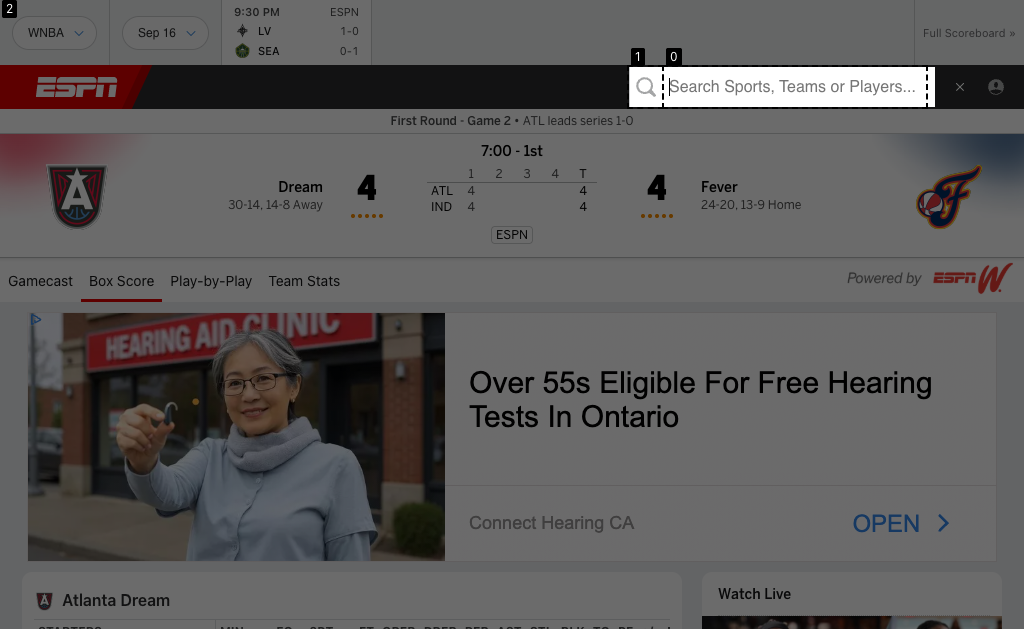 2
WNBA
Sep 16
9:30 PM ESPN
LV 1-0
SEA 0-1
Full Scoreboard »
1 0
ESPN
Search Sports, Teams or Players...
First Round - Game 2 • ATL leads series 1-0
7:00 - 1st
Dream
30-14, 14-8 Away
4
1 2 3 4 T
ATL 4 4
IND 4 4
4
Fever
24-20, 13-9 Home
ESPN
Gamecast Box Score Play-by-Play Team Stats
Powered by ESPN W
HEARING AID CLINIC
Over 55s Eligible For Free Hearing
Tests In Ontario
Connect Hearing CA
OPEN
Atlanta Dream
Watch Live